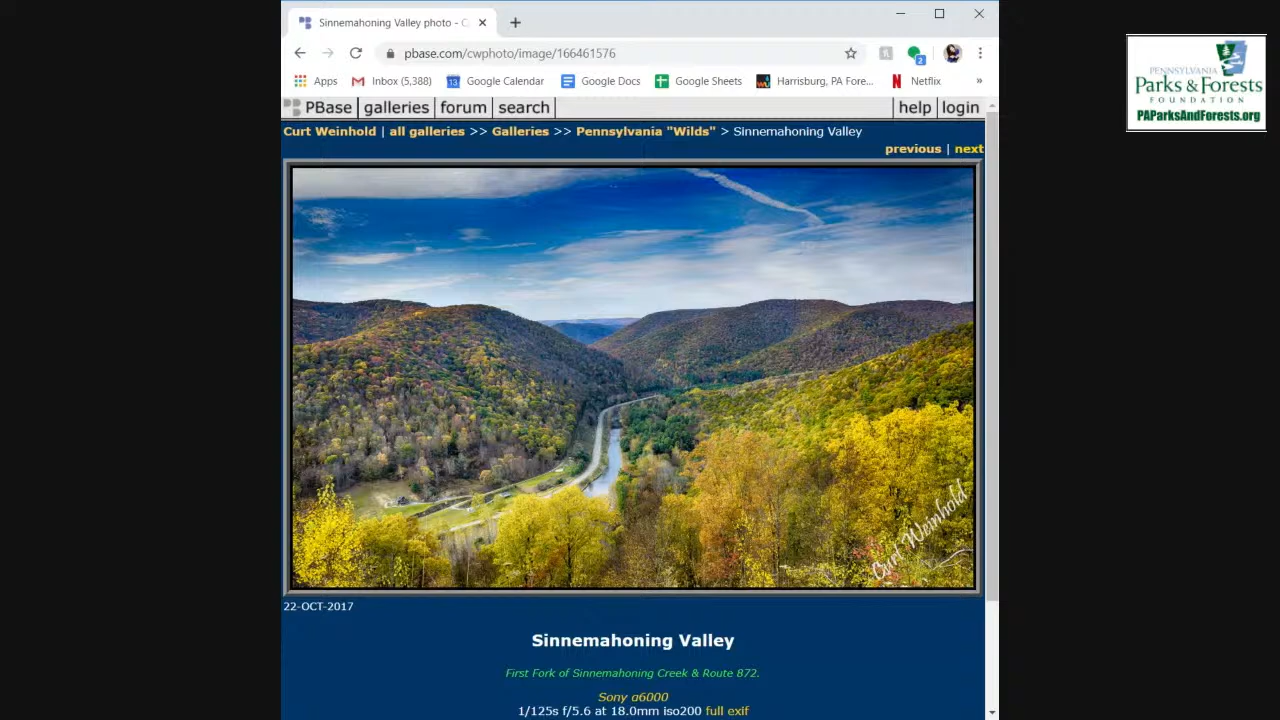 Sinnemahoning Valley photo - C
pbase.com/cwphoto/image/166461576
2
Apps
Inbox (5,388)
13 Google Calendar
Google Docs
Google Sheets
Harrisburg, PA Fore...
N Netflix
»
PBase | galleries | forum | search |
| help | login
Curt Weinhold | all galleries >> Galleries >> Pennsylvania "Wilds" > Sinnemahoning Valley
previous | next
Curt Weinhold
22-OCT-2017
Sinnemahoning Valley
First Fork of Sinnemahoning Creek & Route 872.
Sony α6000
1/125s f/5.6 at 18.0mm iso200 full exif
PENNSYLVANIA
Parks & Forests
FOUNDATION
PAParksAndForests.org